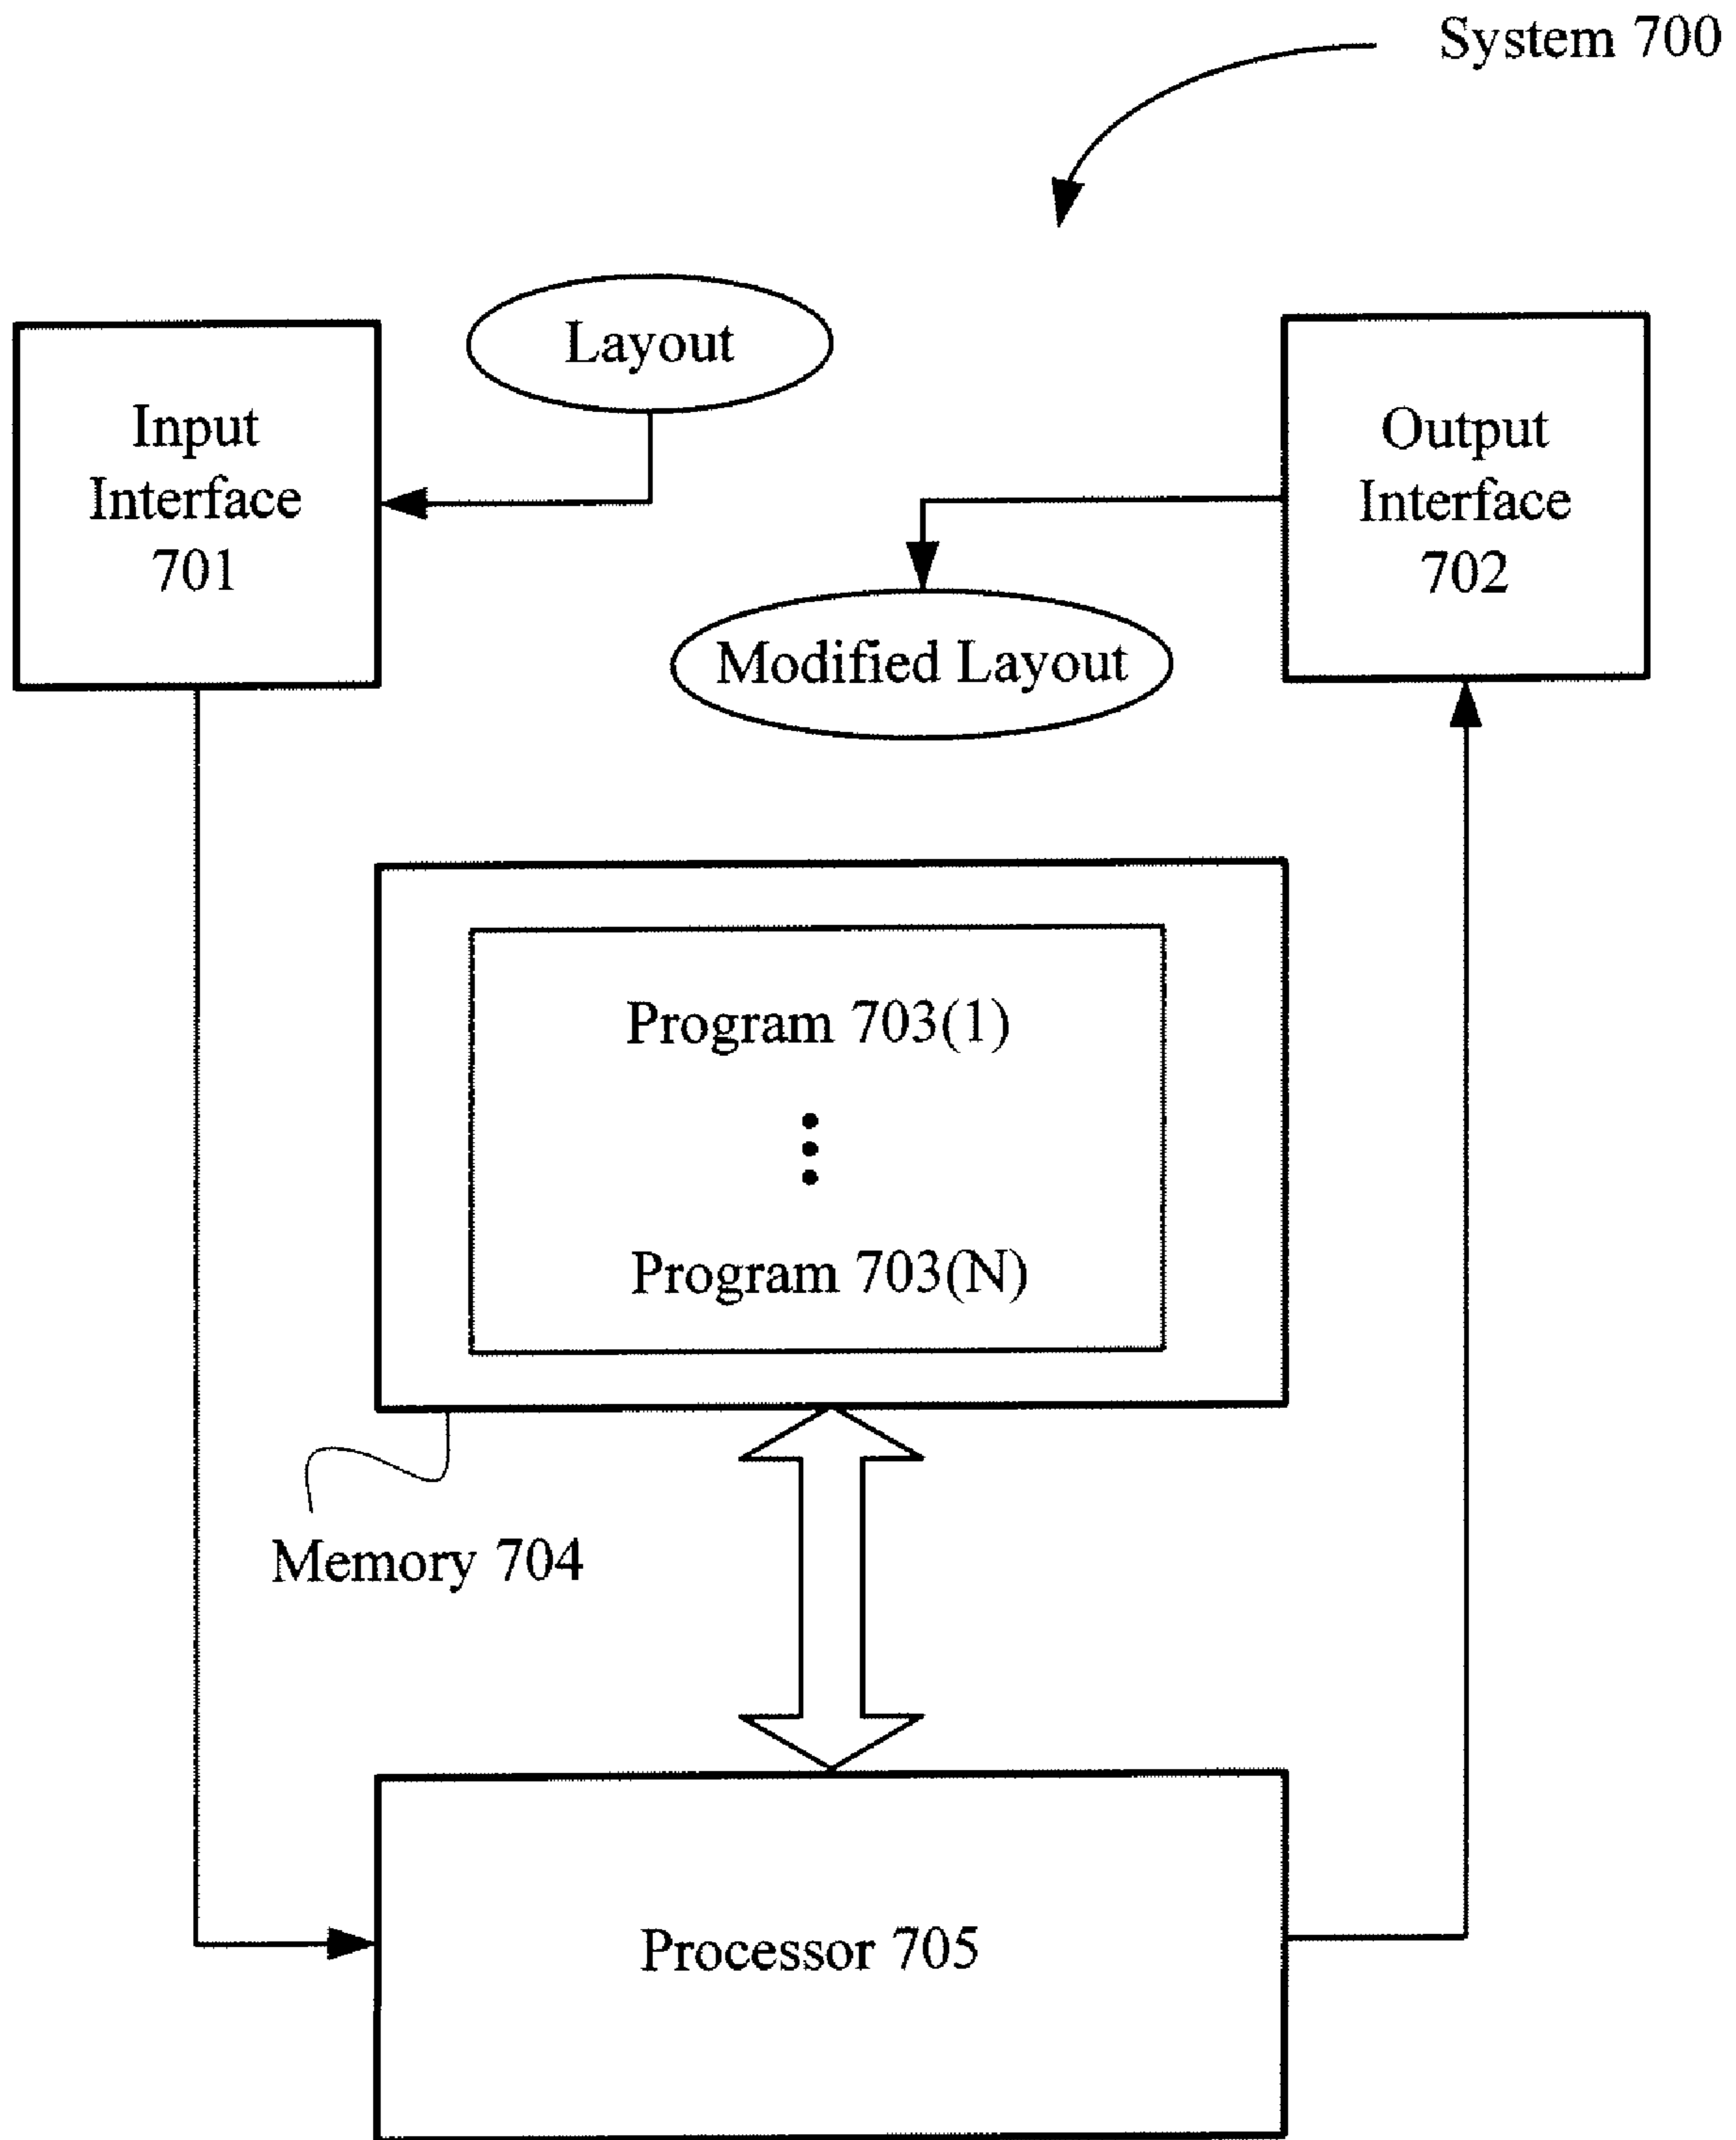 System 700
Layout
Input
Interface
701
Output
Interface
702
Modified Layout
Program 703(1)
Program 703(N)
Memory 704
Processor 705